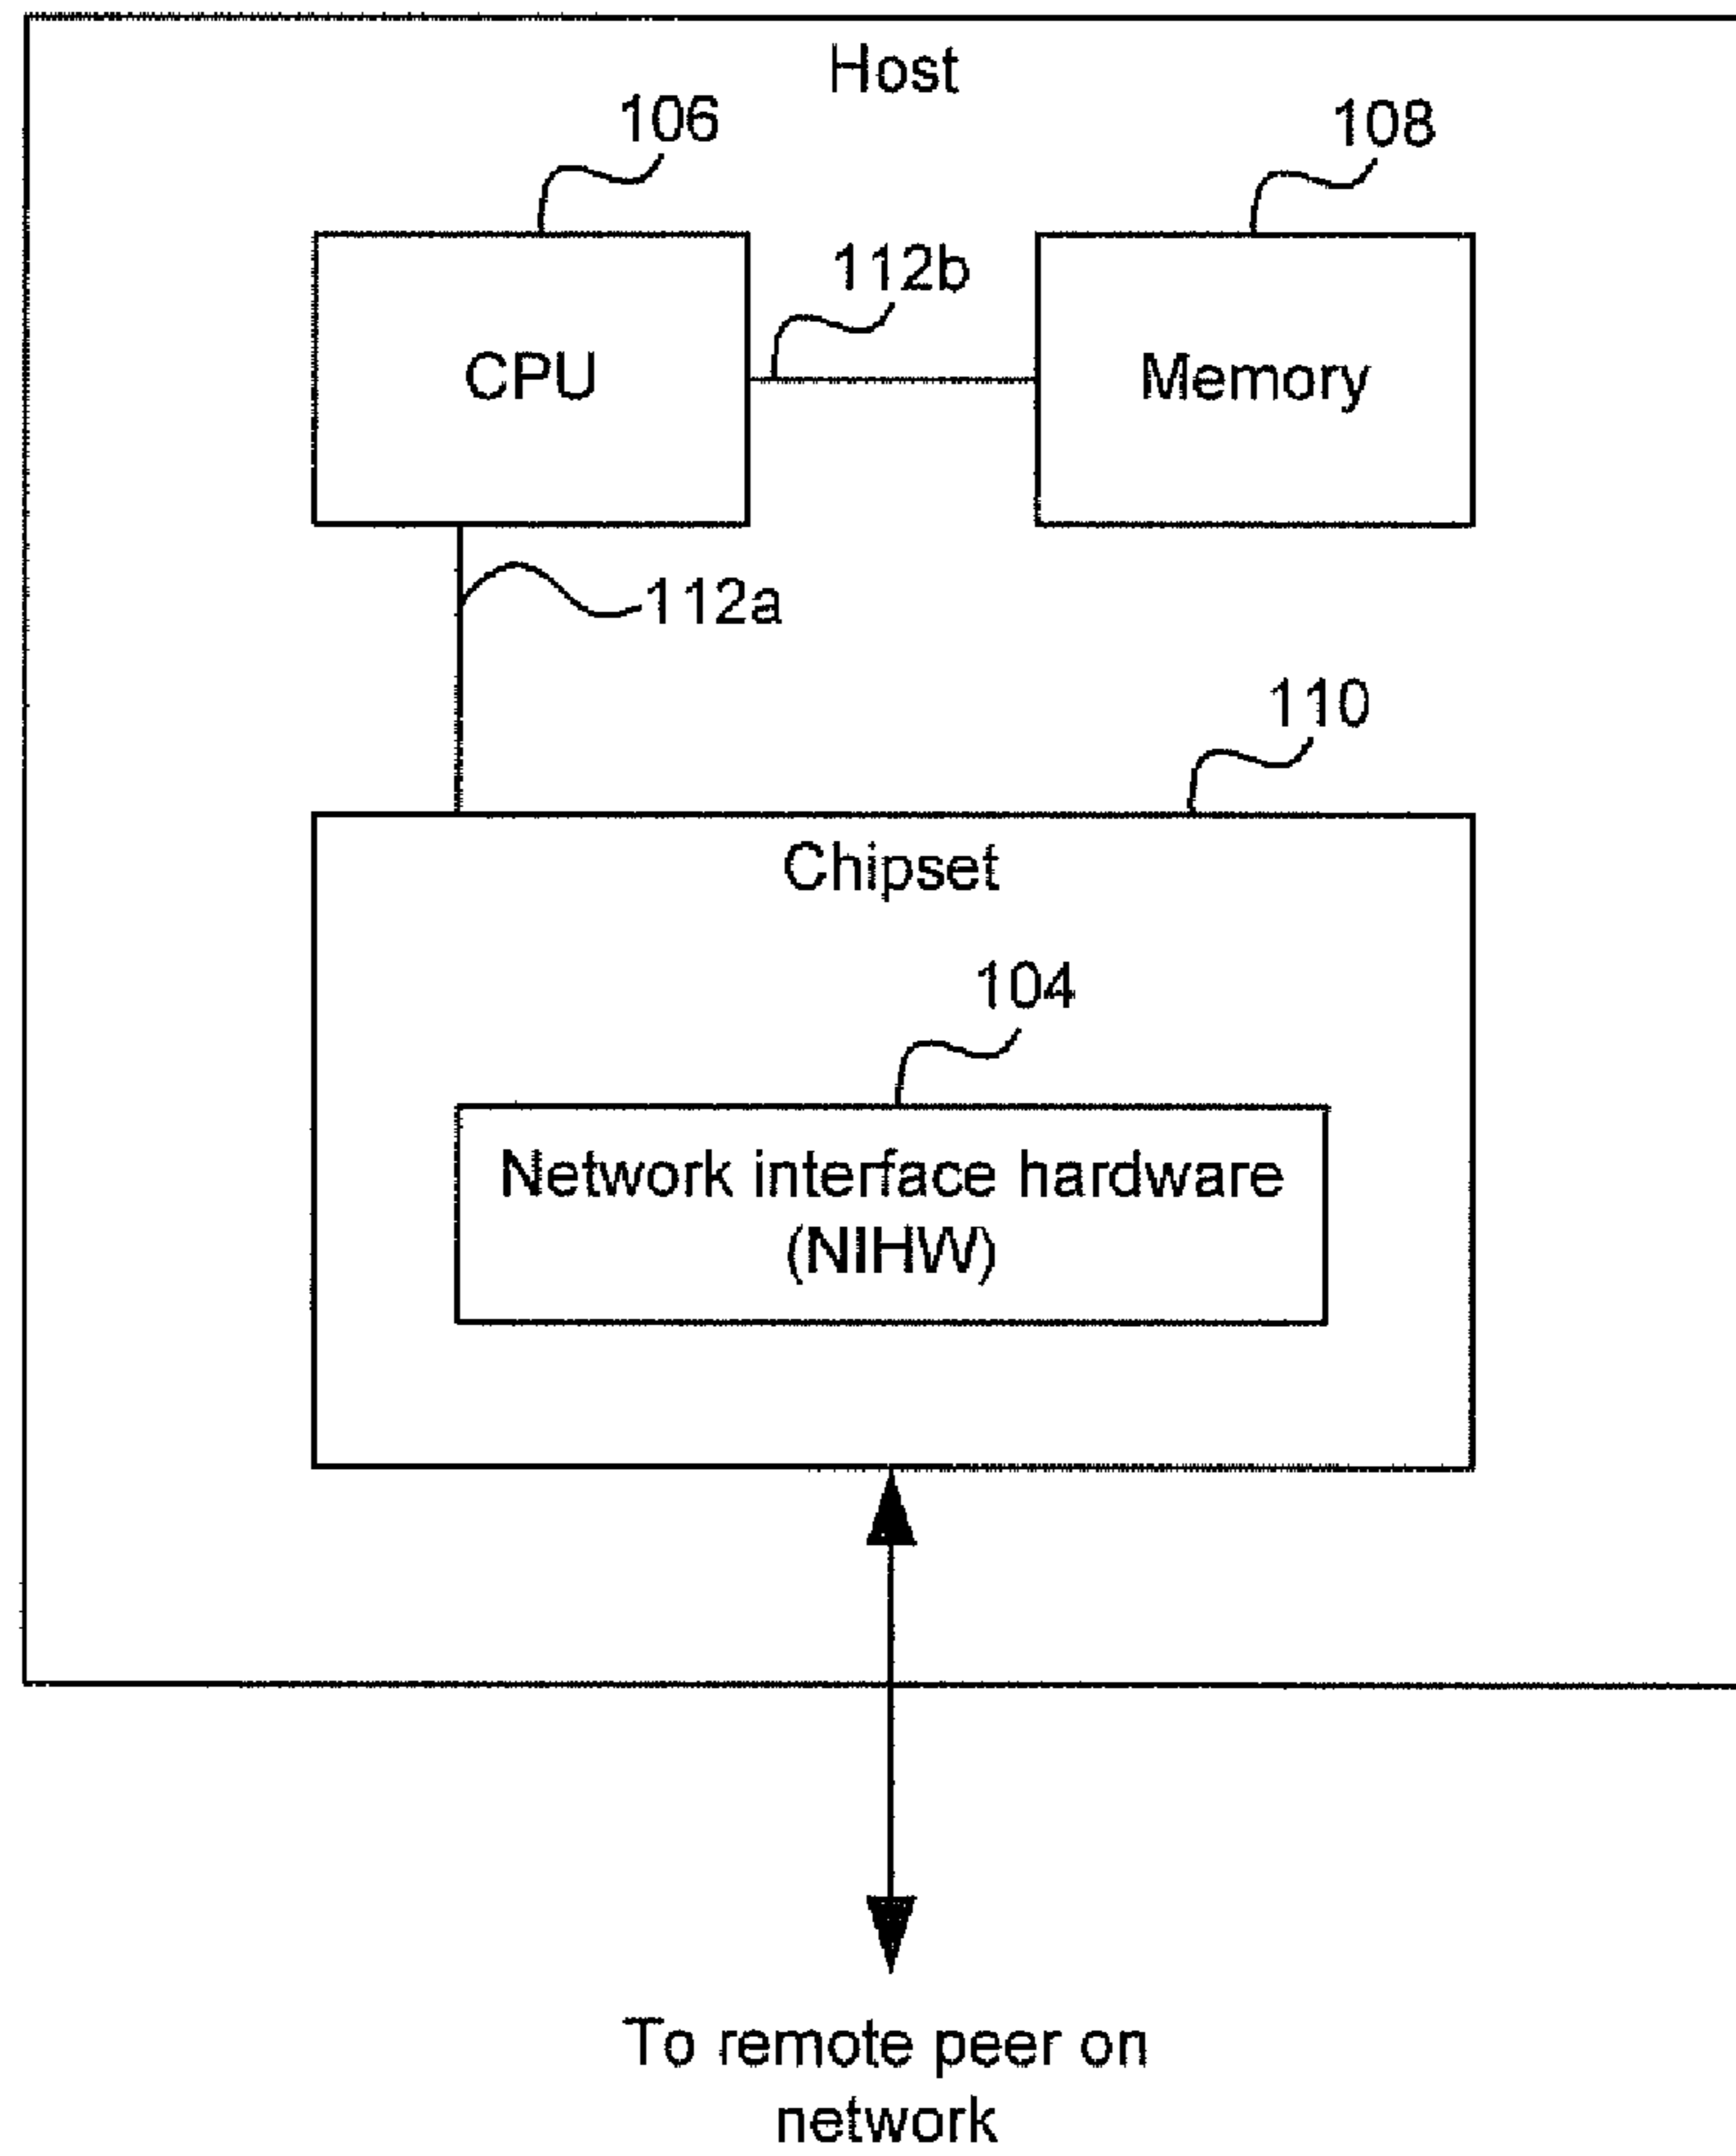 Host
106
108
112b
CPU
Memory
112a
110
Chipset
104
Network interface hardware
(NIHW)
To remote peer on
network